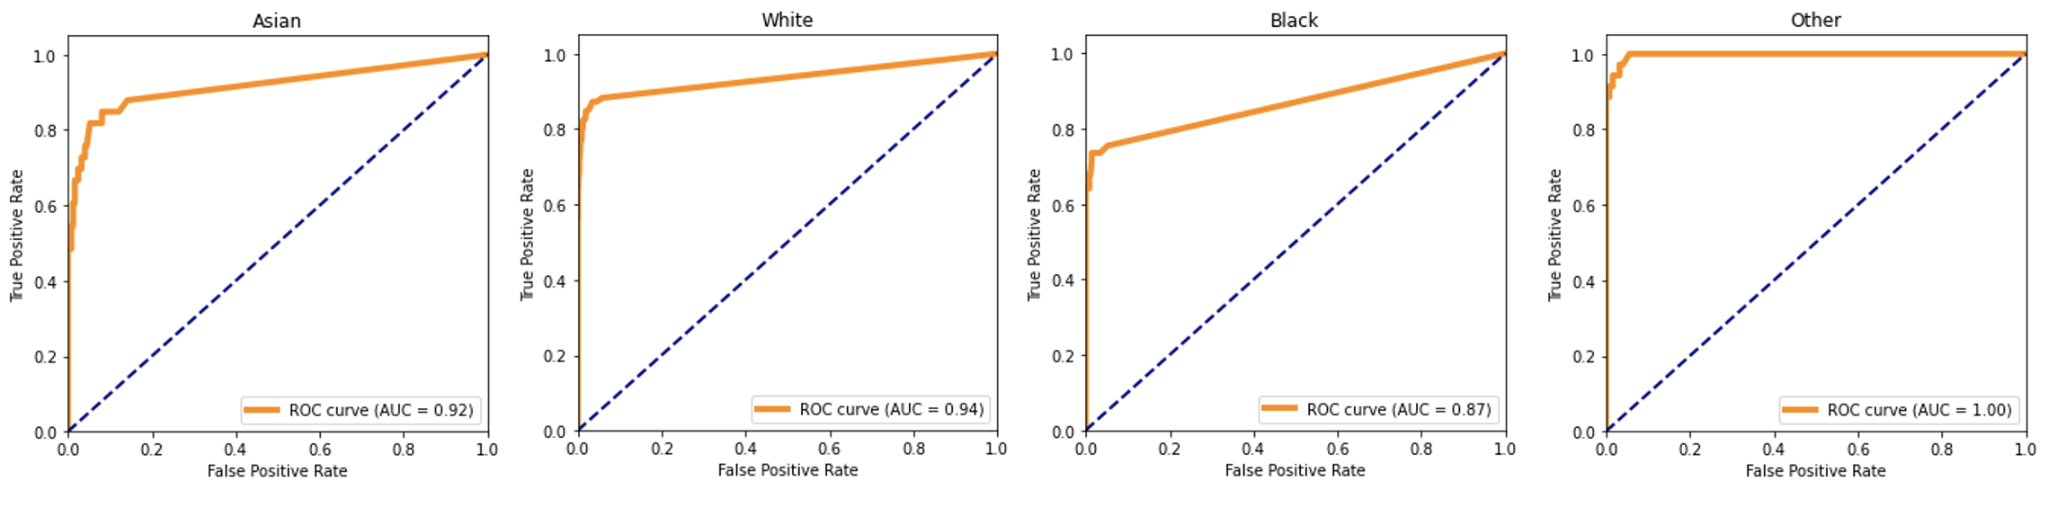 Asian
True Positive Rate
1.0
0.8
0.6
0.4
0.2
0.0
0.0 0.2 0.4 0.6 0.8 1.0
False Positive Rate
ROC curve (AUC = 0.92)
White
True Positive Rate
1.0
0.8
0.6
0.4
0.2
0.0
0.0 0.2 0.4 0.6 0.8 1.0
False Positive Rate
ROC curve (AUC = 0.94)
Black
True Positive Rate
1.0
0.8
0.6
0.4
0.2
0.0
0.0 0.2 0.4 0.6 0.8 1.0
False Positive Rate
ROC curve (AUC = 0.87)
Other
True Positive Rate
1.0
0.8
0.6
0.4
0.2
0.0
0.0 0.2 0.4 0.6 0.8 1.0
False Positive Rate
ROC curve (AUC = 1.00)